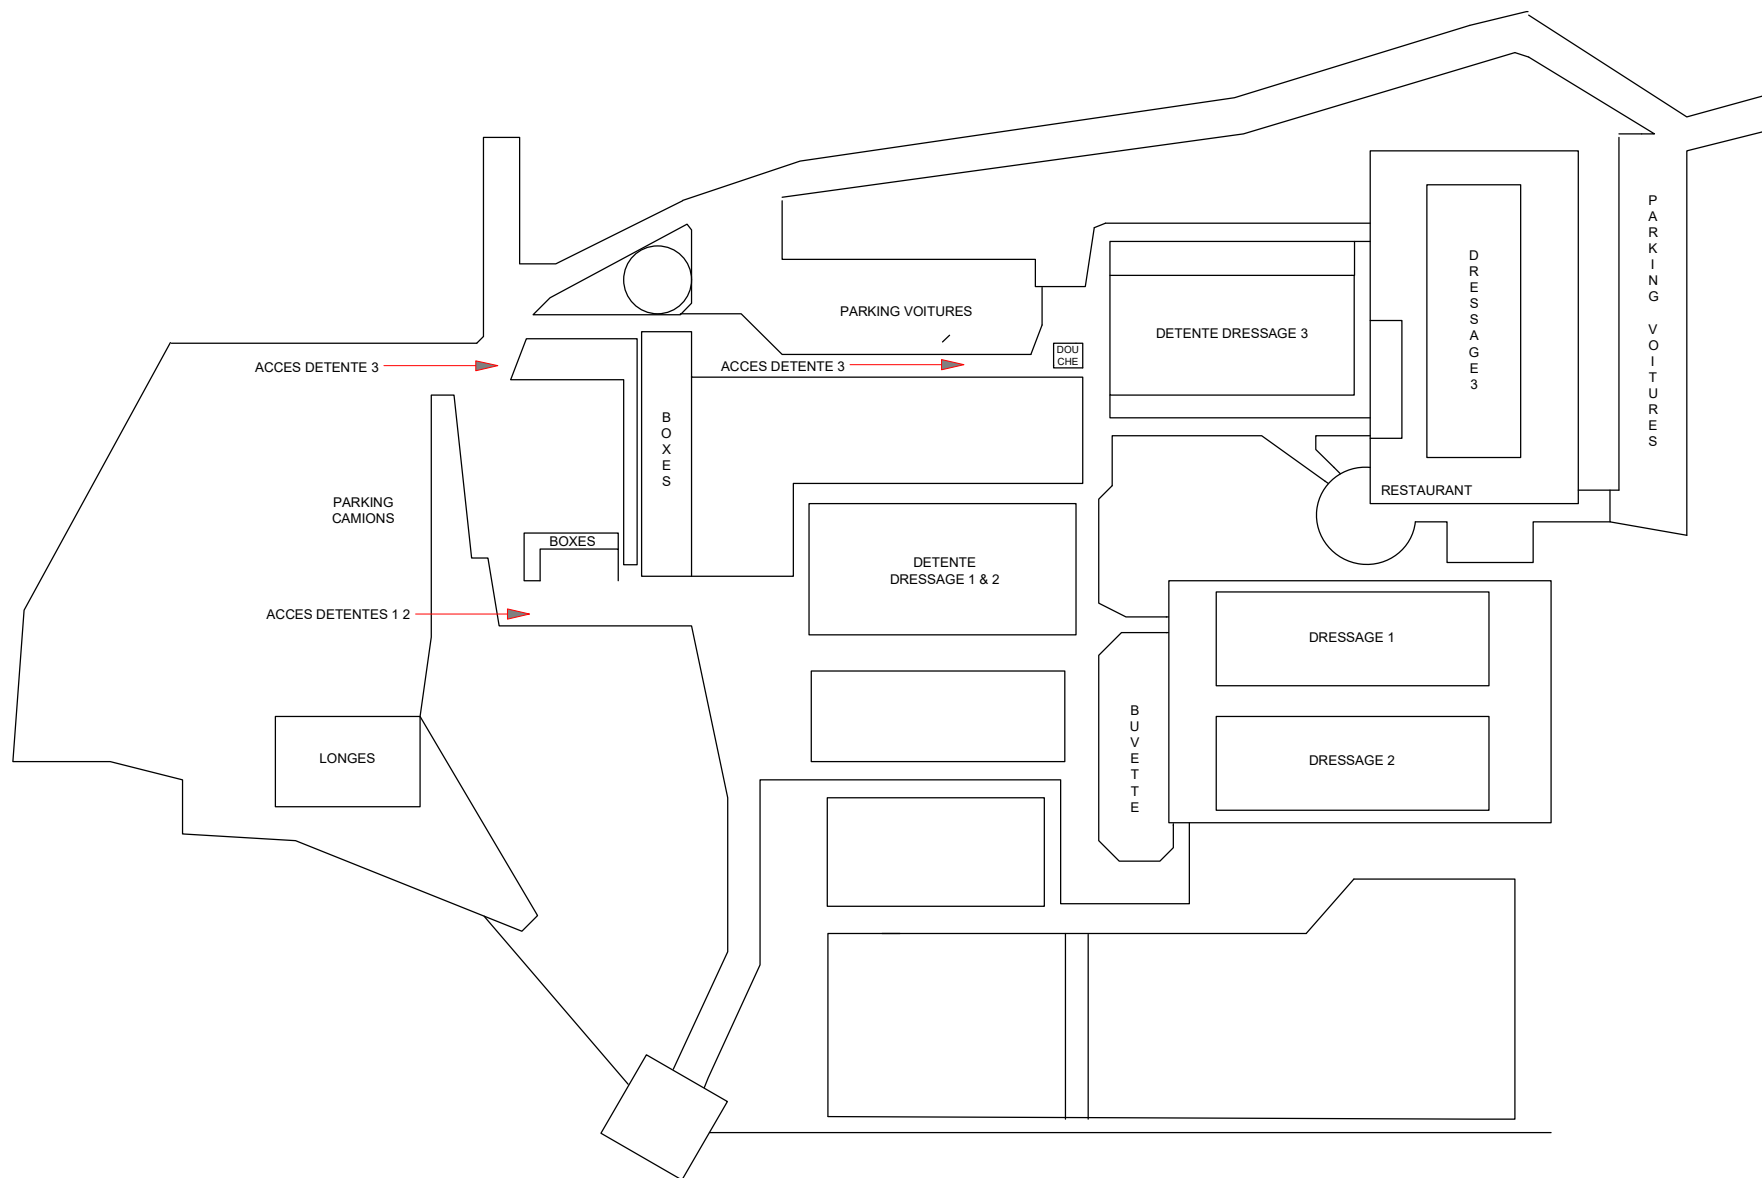 PARKING VOITURES
DRESSAGE 3
PARKING VOITURES
DETENTE DRESSAGE 3
DOU
CHE
ACCES DETENTE 3
ACCES DETENTE 3
BOXES
RESTAURANT
PARKING
CAMIONS
BOXES
DETENTE
DRESSAGE 1 & 2
ACCES DETENTES 1 2
DRESSAGE 1
BUVETTE
LONGES
DRESSAGE 2